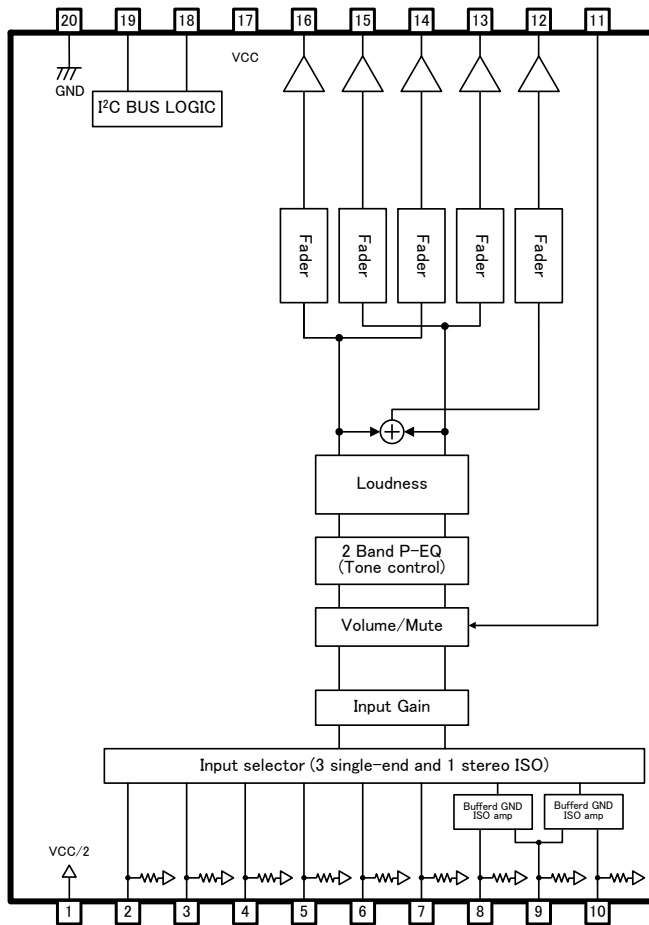 20 19 18 17 16 15 14 13 12 11
VCC
GND
I²C BUS LOGIC
Fader Fader Fader Fader Fader
Loudness
2 Band P-EQ
(Tone control)
Volume/Mute
Input Gain
Input selector (3 single-end and 1 stereo ISO)
Bufferd GND
ISO amp
Bufferd GND
ISO amp
VCC/2
1 2 3 4 5 6 7 8 9 10